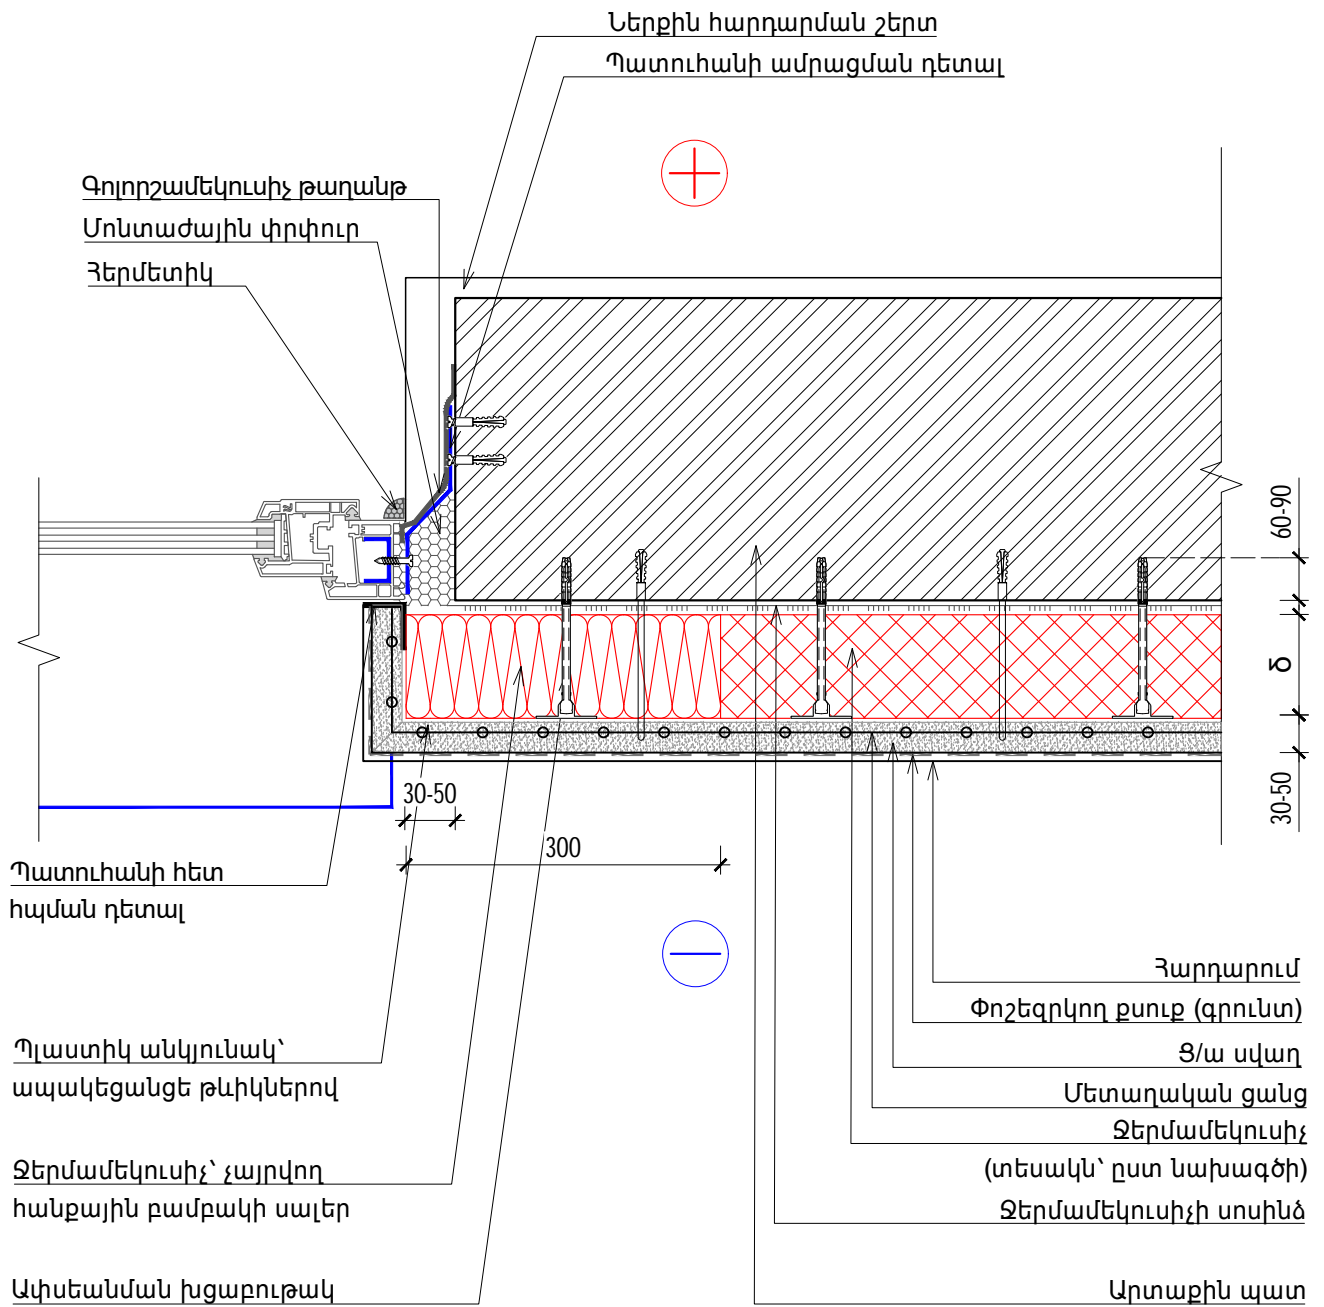 Ներքին հարդարման շերտ
Պատուհանի ամրացման դետալ
Գոլորշամեկուսիչ թաղանթ
Մոնտաժային փրփուր
Հերմետիկ
60-90
δ
30-50
30-50
300
Պատուհանի հետ
հպման դետալ
Պլաստիկ անկյունակ՝
ապակեցանցե թևիկներով
Ջերմամեկուսիչ՝ չայրվող
հանքային բամբակի սալեր
Ափսեանման խցաբութակ
Հարդարում
Փոշեզրկող քսուք (գրունտ)
Ց/ա սվաղ
Մետաղական ցանց
Ջերմամեկուսիչ
(տեսակն՝ ըստ նախագծի)
Ջերմամեկուսիչի սոսինձ
Արտաքին պատ